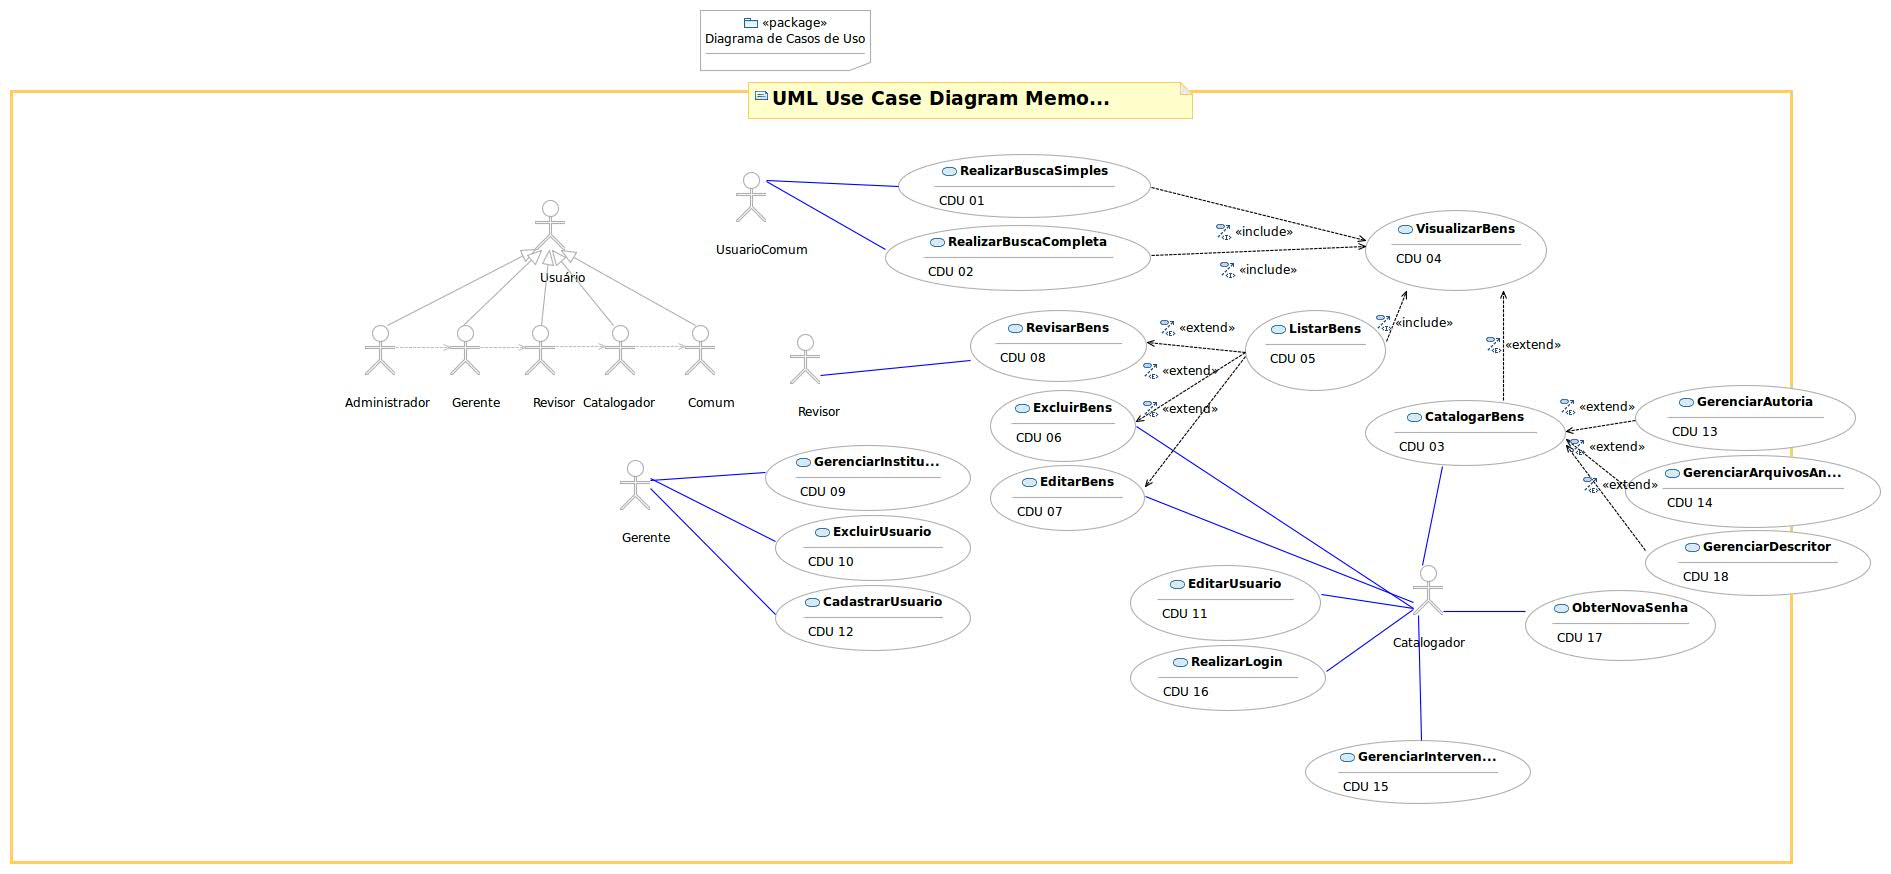 «package»
Diagrama de Casos de Uso
UML Use Case Diagram Memo...
RealizarBuscaSimples
CDU 01
UsuarioComum
RealizarBuscaCompleta
CDU 02
«include»
«include»
VisualizarBens
CDU 04
Usuário
Administrador
Gerente
Revisor
Catalogador
Comum
Revisor
RevisarBens
CDU 08
«extend»
ListarBens
CDU 05
«include»
«extend»
«extend»
«extend»
ExcluirBens
CDU 06
CatalogarBens
CDU 03
«extend»
GerenciarAutoria
CDU 13
«extend»
GerenciarArquivosAn...
CDU 14
«extend»
GerenciarDescritor
CDU 18
Gerente
GerenciarInstitu...
CDU 09
EditarBens
CDU 07
ExcluirUsuario
CDU 10
CadastrarUsuario
CDU 12
EditarUsuario
CDU 11
Catalogador
ObterNovaSenha
CDU 17
RealizarLogin
CDU 16
GerenciarInterven...
CDU 15